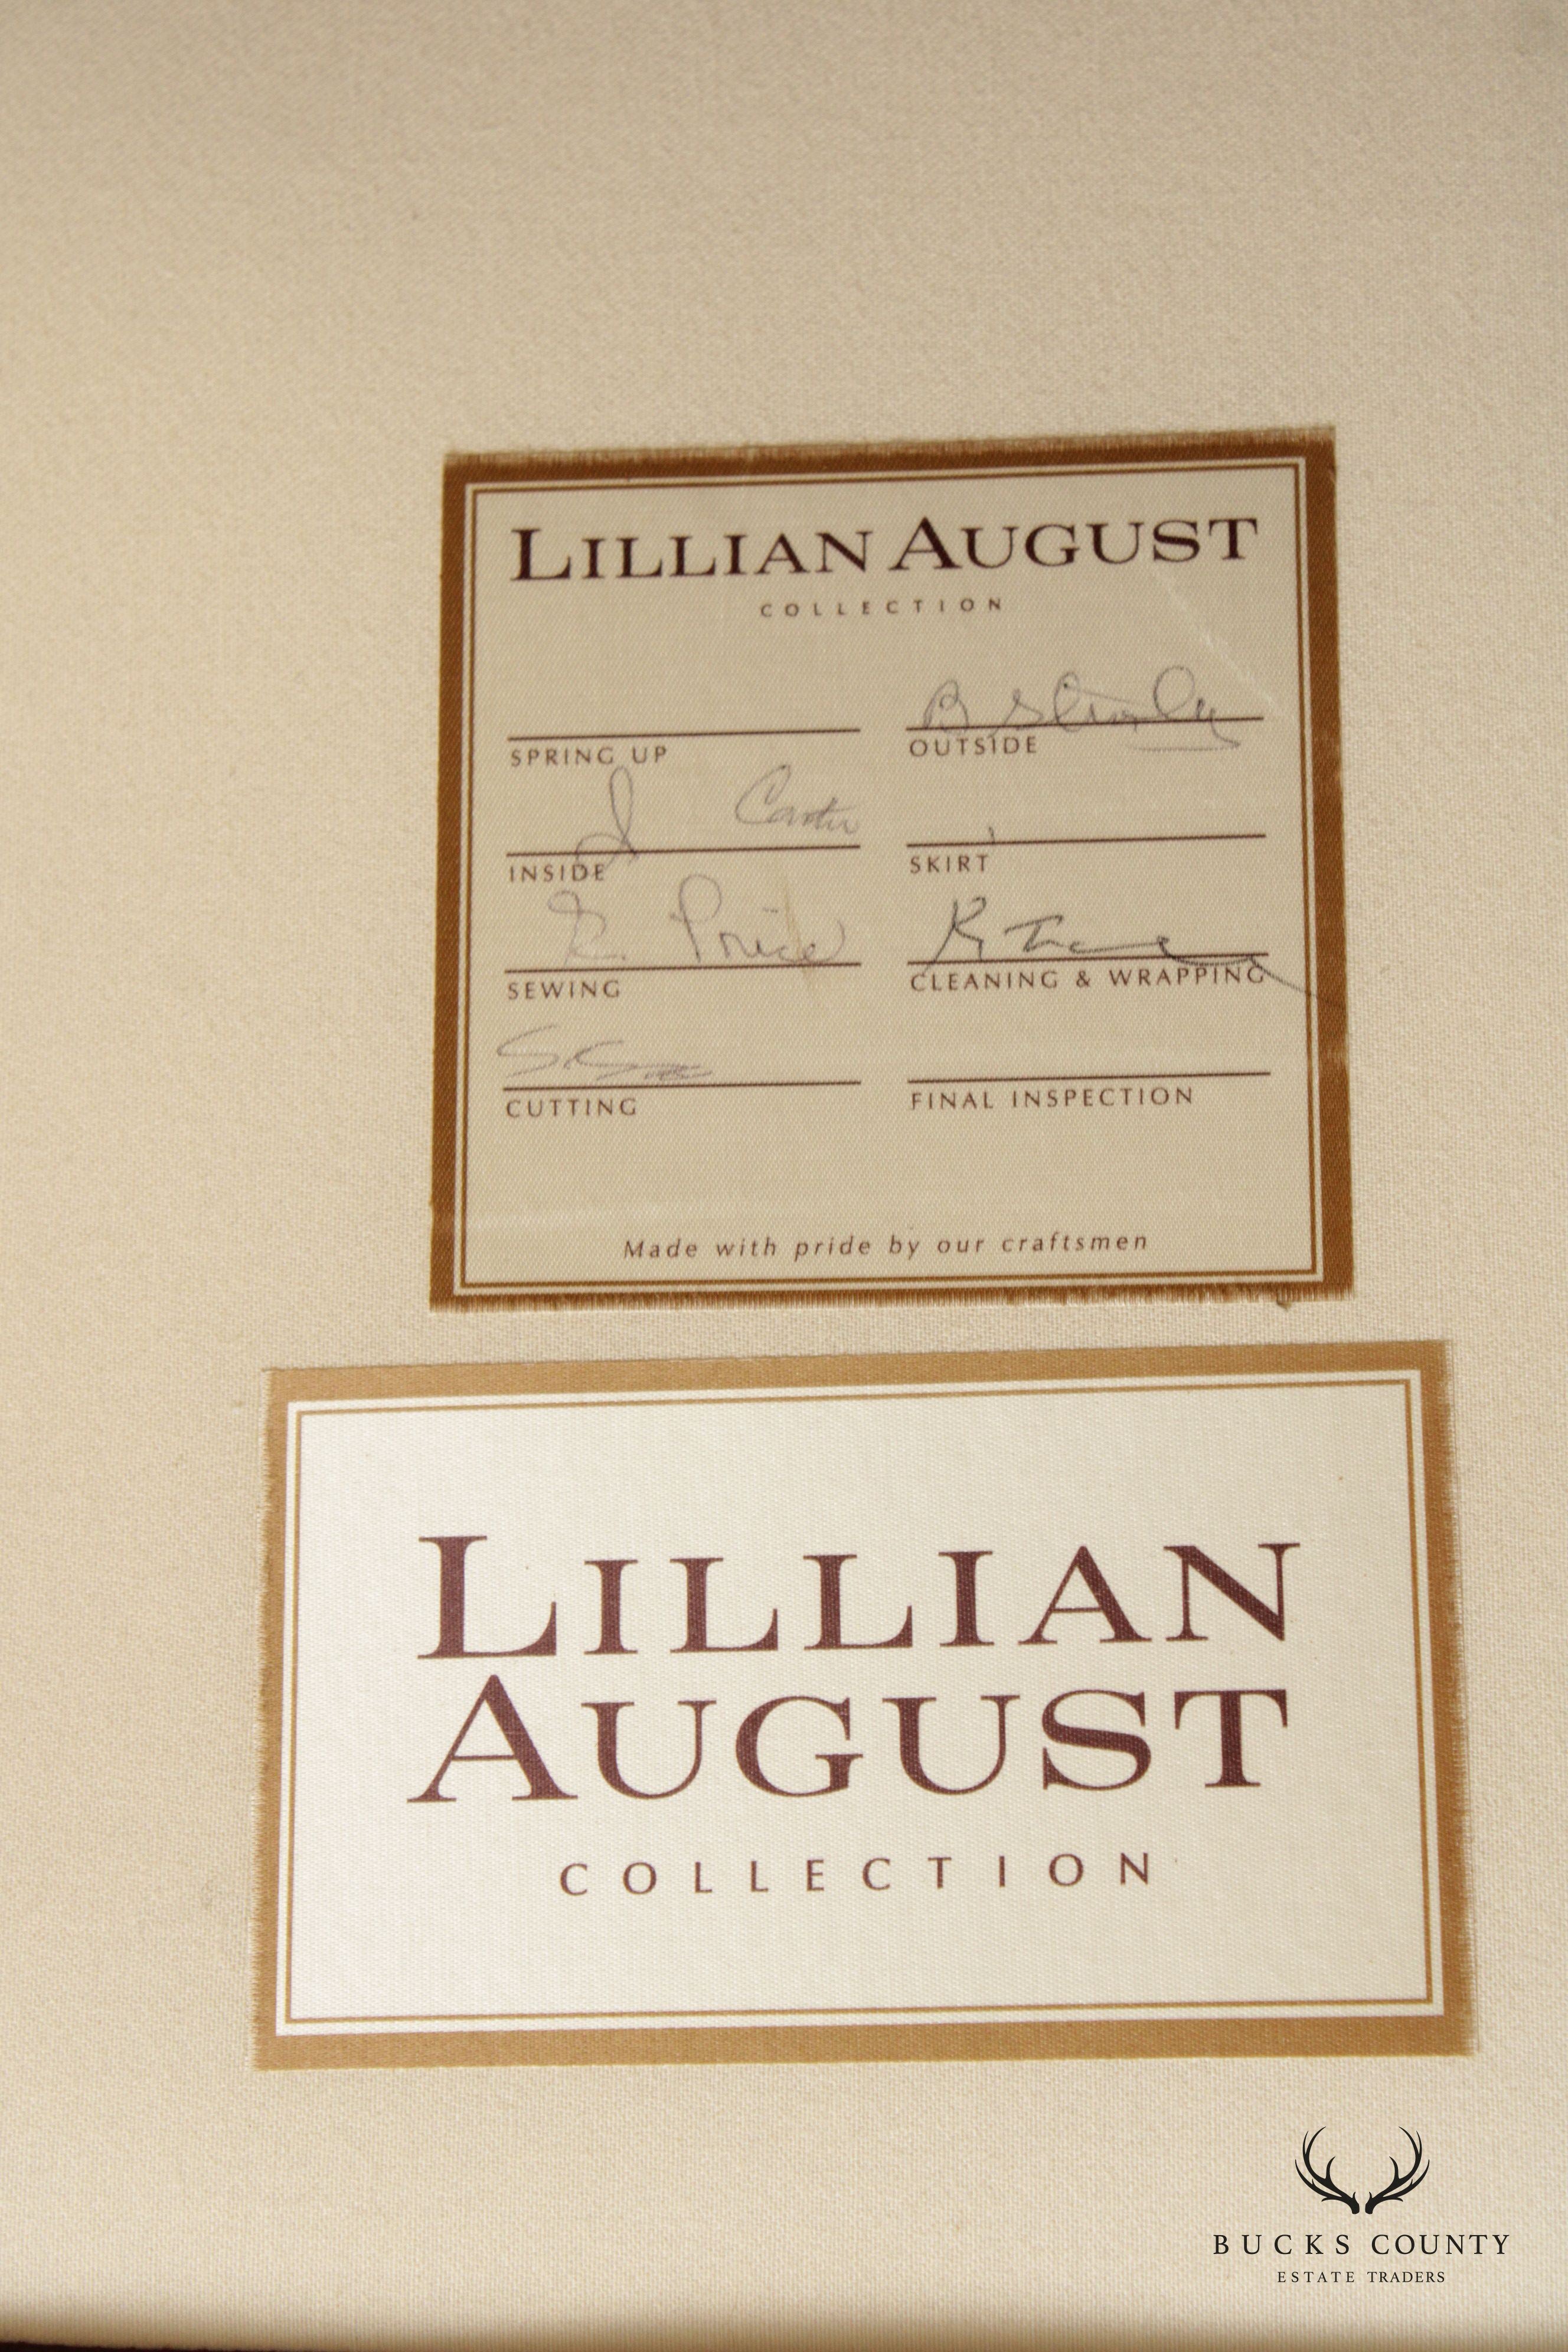 LILLIAN AUGUST
COLLECTION
SPRING UP
OUTSIDE
Carter
INSIDE
SKIRT
E. Price
SEWING
CLEANING & WRAPPING
CUTTING
FINAL INSPECTION
Made with pride by our craftsmen
LILLIAN
AUGUST
COLLECTION
BUCKS COUNTY
ESTATE TRADERS